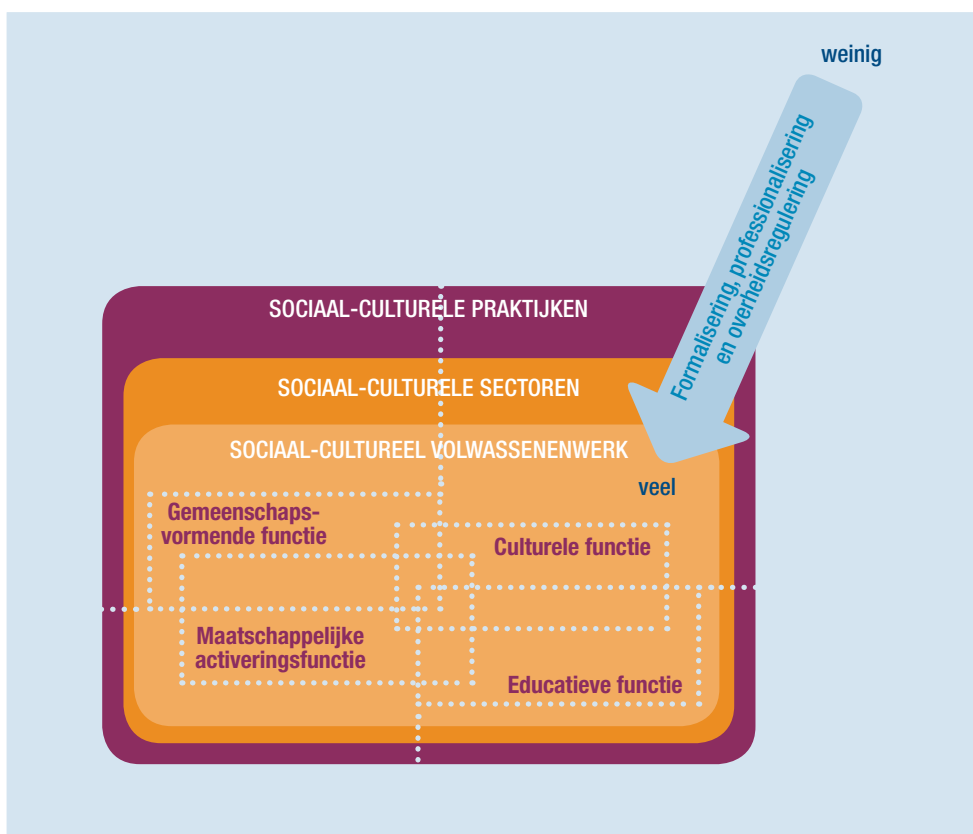 weinig
Formalisering, professionalisering
en overheidsregulering
SOCIAAL-CULTURELE PRAKTIJKEN
SOCIAAL-CULTURELE SECTOREN
SOCIAAL-CULTUREEL VOLWASSENENWERK
veel
Gemeenschaps-
vormende functie
Culturele functie
Maatschappelijke
activeringsfunctie
Educatieve functie